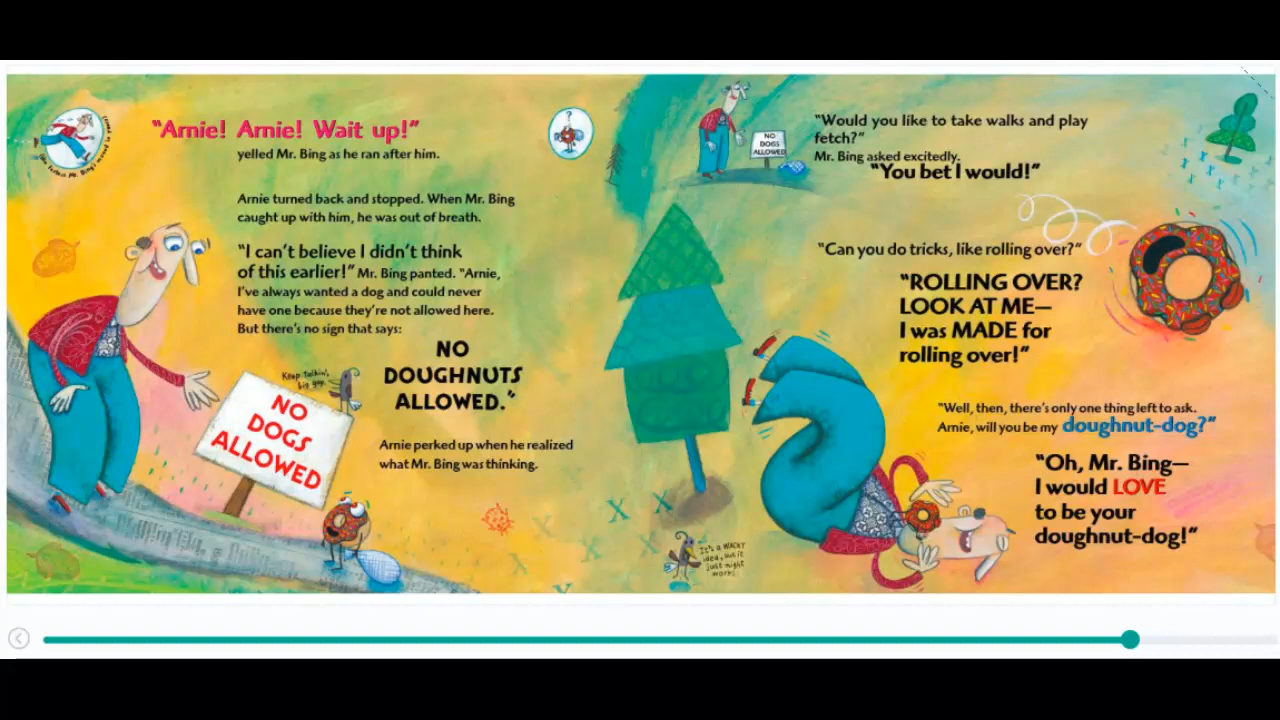 "Arnie! Arnie! Wait up!"
yelled Mr. Bing as he ran after him.
Arnie turned back and stopped. When Mr. Bing
caught up with him, he was out of breath.
"I can't believe I didn't think
of this earlier!" Mr. Bing panted. "Arnie,
I've always wanted a dog and could never
have one because they're not allowed here.
But there's no sign that says:
NO
DOUGHNUTS
ALLOWED."
Keep talkin',
big guy.
NO
DOGS
ALLOWED
Arnie perked up when he realized
what Mr. Bing was thinking.
NO
DOGS
ALLOWED
"Would you like to take walks and play
fetch?"
Mr. Bing asked excitedly.
"You bet I would!"
"Can you do tricks, like rolling over?"
"ROLLING OVER?
LOOK AT ME—
I was MADE for
rolling over!"
"Well, then, there's only one thing left to ask.
Arnie, will you be my doughnut-dog?"
"Oh, Mr. Bing—
I would LOVE
to be your
doughnut-dog!"
It's a WACKY
idea, but it
just might
work!